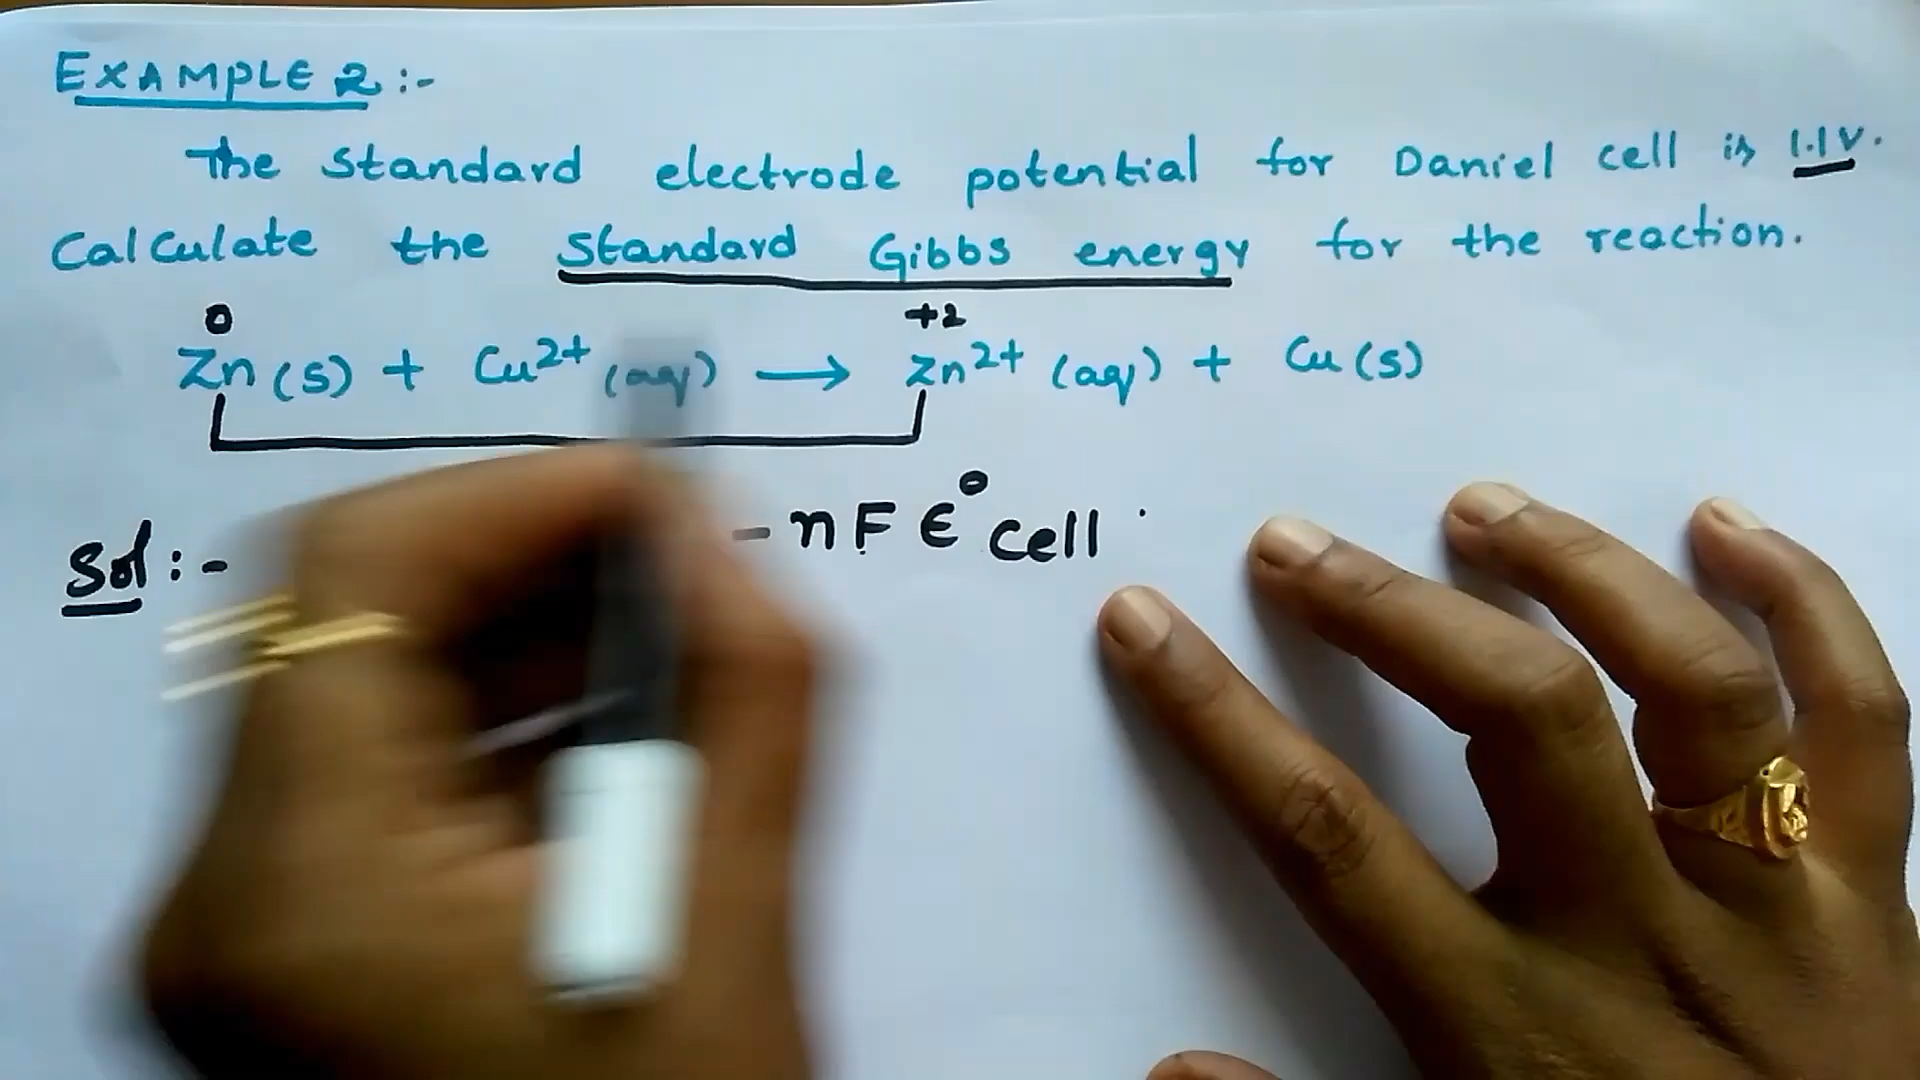 EXAMPLE 2 :-
The standard electrode potential for Daniel cell is 1.1V.
Calculate the standard Gibbs energy for the reaction.
0 +2
Zn (s) + Cu2+ (aq) → Zn2+ (aq) + Cu (s)
Sol :- - n F E° cell